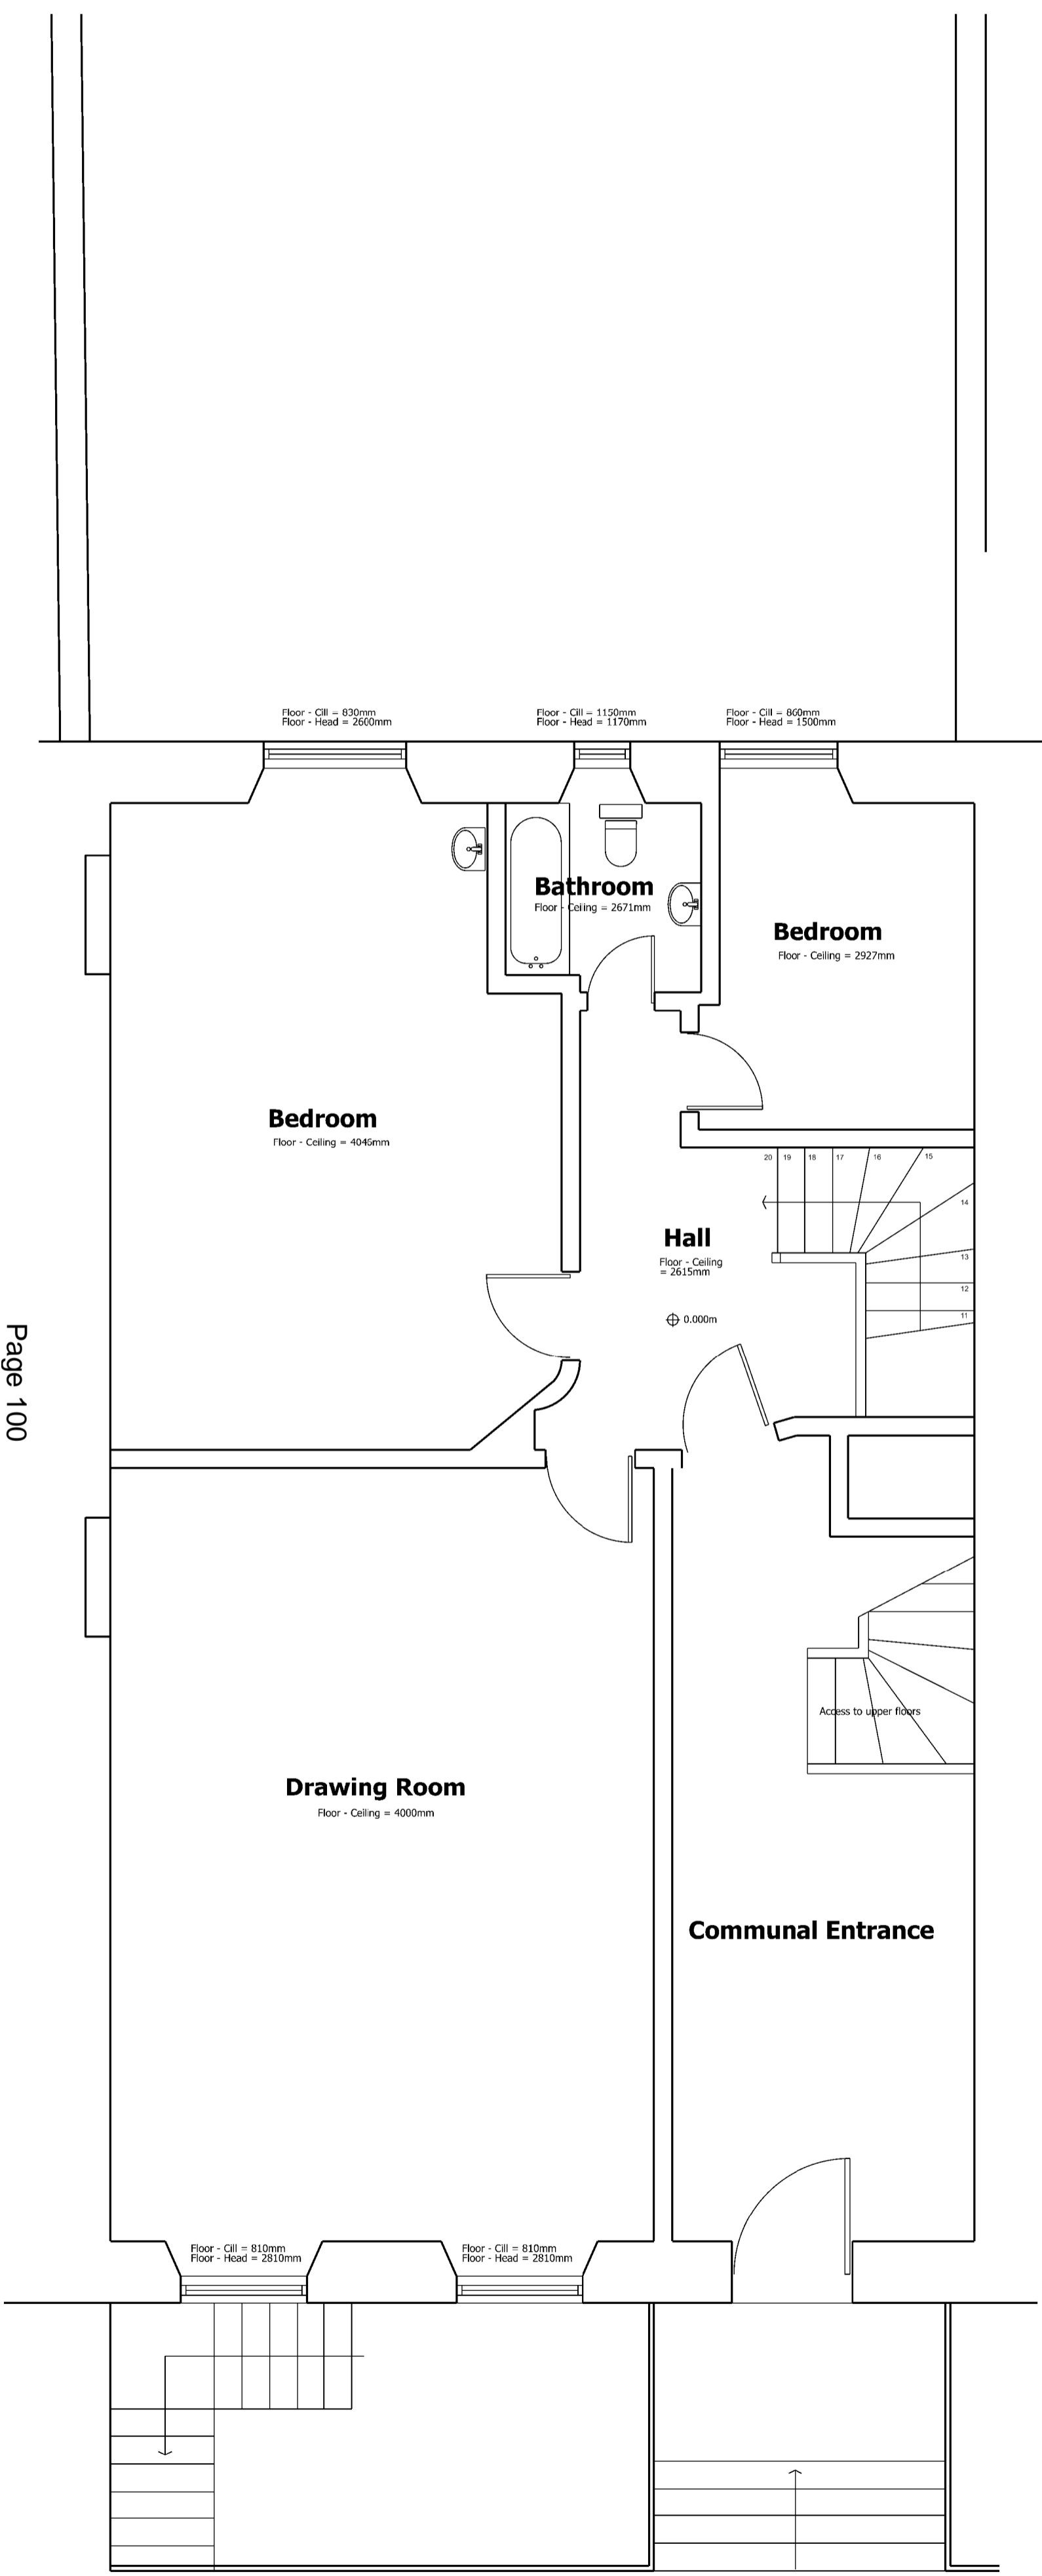 Floor - Cill = 830mm
Floor - Head = 2600mm
Floor - Cill = 1150mm
Floor - Head = 1170mm
Floor - Cill = 860mm
Floor - Head = 1500mm
Bathroom
Floor - Ceiling = 2671mm
Bedroom
Floor - Ceiling = 2927mm
Bedroom
Floor - Ceiling = 4046mm
20 19 18 17 16 15
14
13
12
11
Hall
Floor - Ceiling
= 2615mm
0.000m
Page 100
Access to upper floors
Drawing Room
Floor - Ceiling = 4000mm
Communal Entrance
Floor - Cill = 810mm
Floor - Head = 2810mm
Floor - Cill = 810mm
Floor - Head = 2810mm